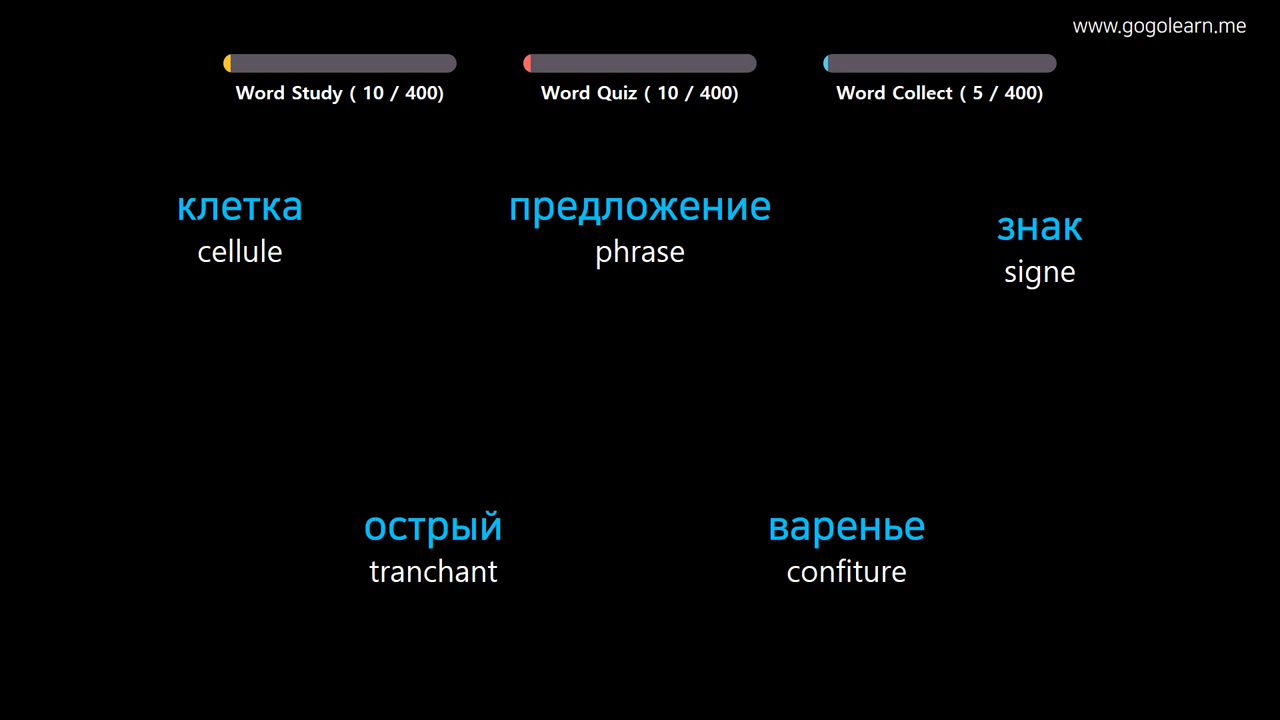 www.gogolearn.me
Word Study ( 10 / 400)
Word Quiz ( 10 / 400)
Word Collect ( 5 / 400)
клетка
cellule
предложение
phrase
знак
signe
острый
tranchant
варенье
confiture